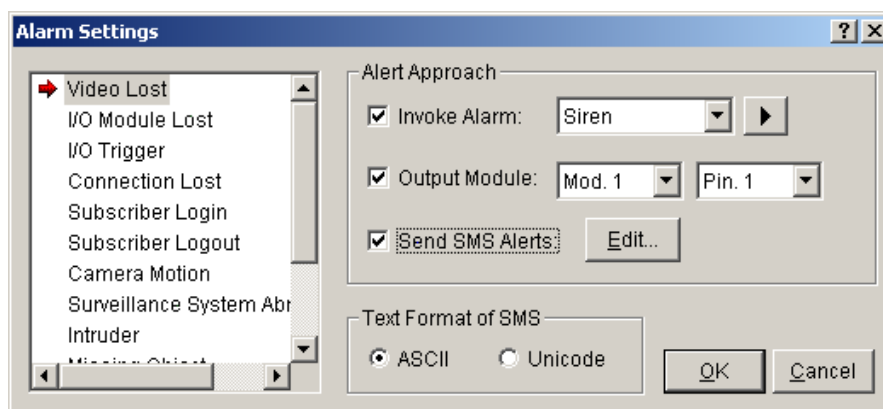 Alarm Settings
Video Lost
I/O Module Lost
I/O Trigger
Connection Lost
Subscriber Login
Subscriber Logout
Camera Motion
Surveillance System Abr
Intruder
Missing Object
Alert Approach
Invoke Alarm: Siren
Output Module: Mod. 1 Pin. 1
Send SMS Alerts: Edit...
Text Format of SMS
ASCII Unicode
OK Cancel